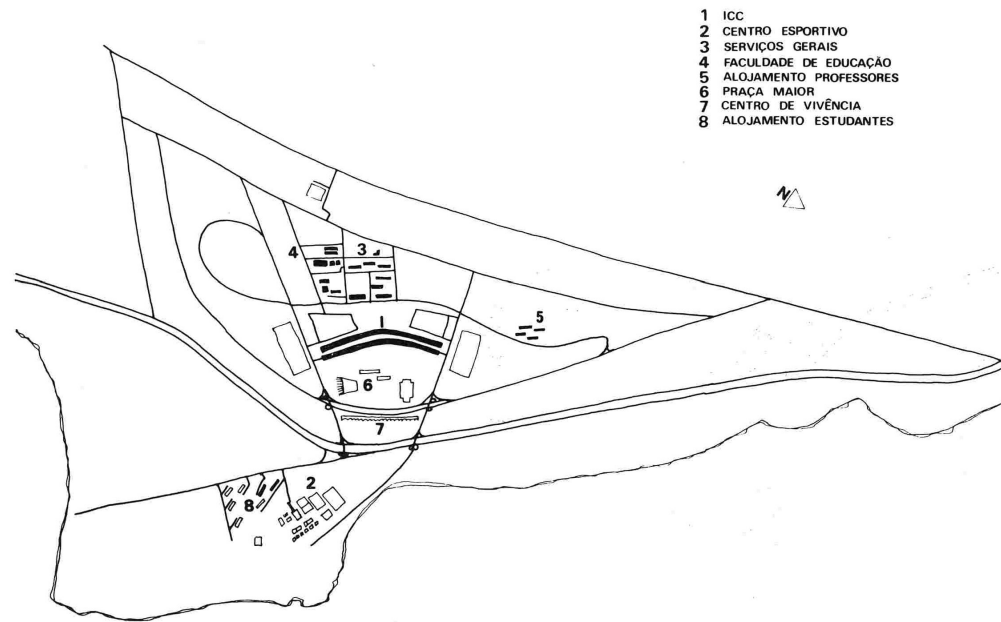 1 ICC
2 CENTRO ESPORTIVO
3 SERVIÇOS GERAIS
4 FACULDADE DE EDUCAÇÃO
5 ALOJAMENTO PROFESSORES
6 PRAÇA MAIOR
7 CENTRO DE VIVÊNCIA
8 ALOJAMENTO ESTUDANTES
N
4
3
1
5
6
7
2
8